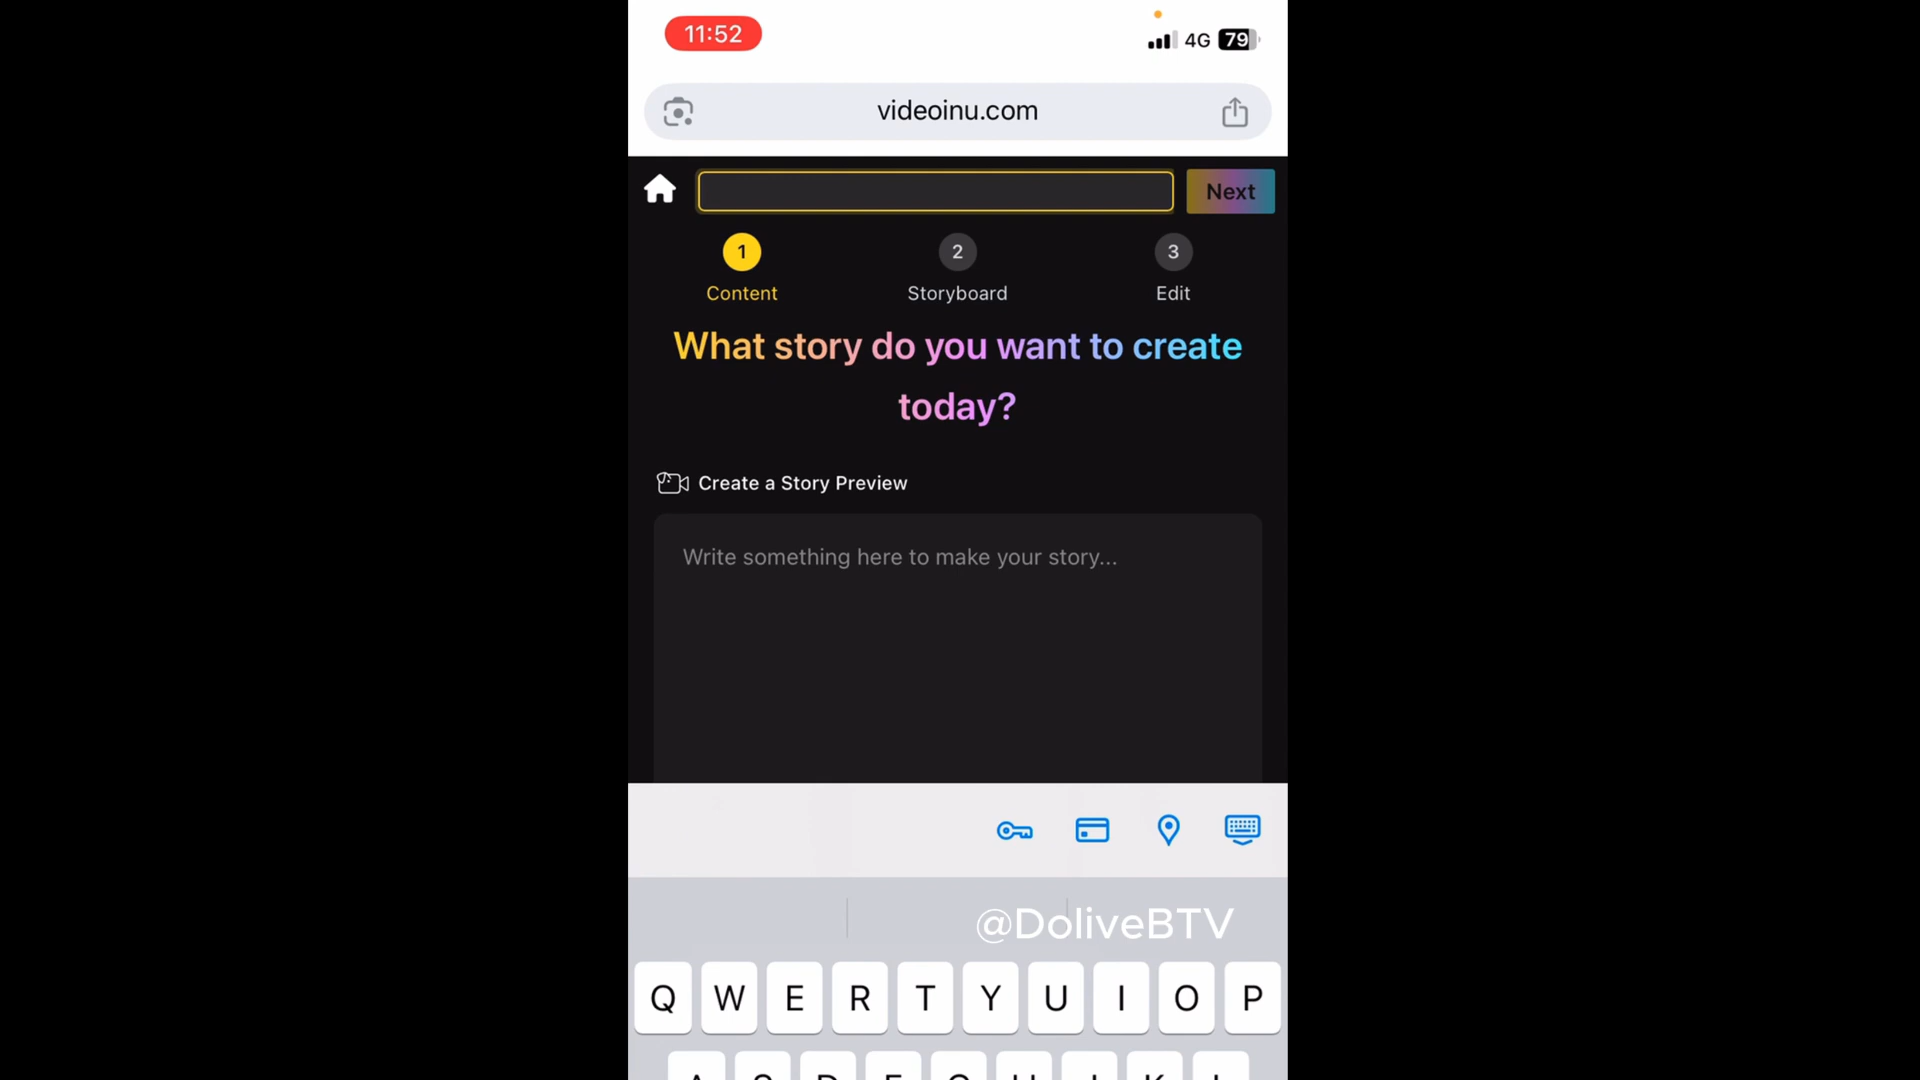 11:52
4G 79
videoinu.com
Next
1 2 3
Content Storyboard Edit
What story do you want to create
today?
Create a Story Preview
Write something here to make your story...
@DoliveBTV
Q W E R T Y U I O P